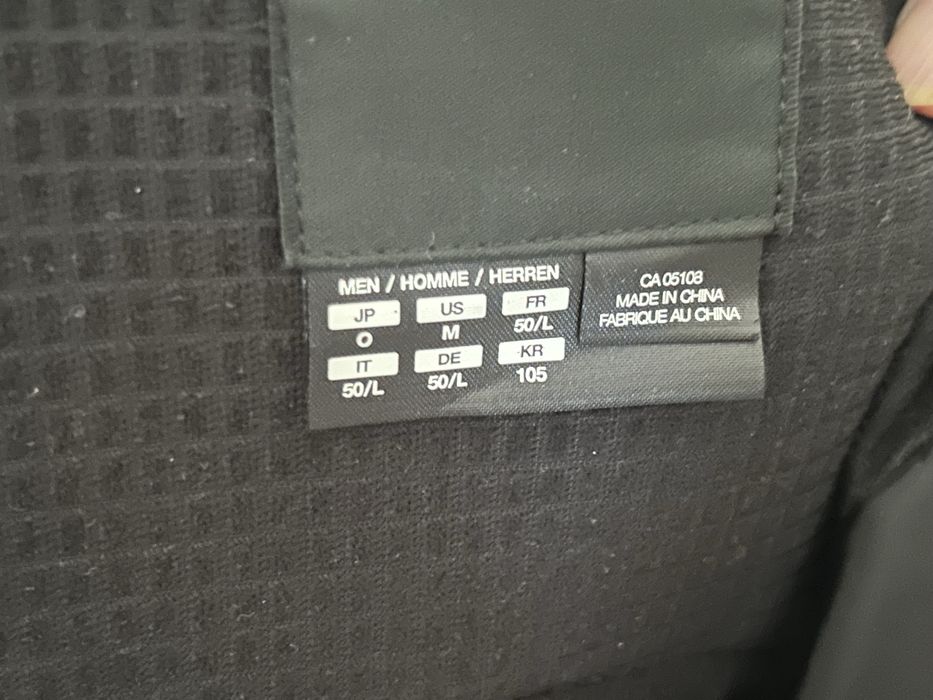 MEN / HOMME / HERREN
JP US FR
O M 50/L
IT DE KR
50/L 50/L 105
CA 05103
MADE IN CHINA
FABRIQUE AU CHINA